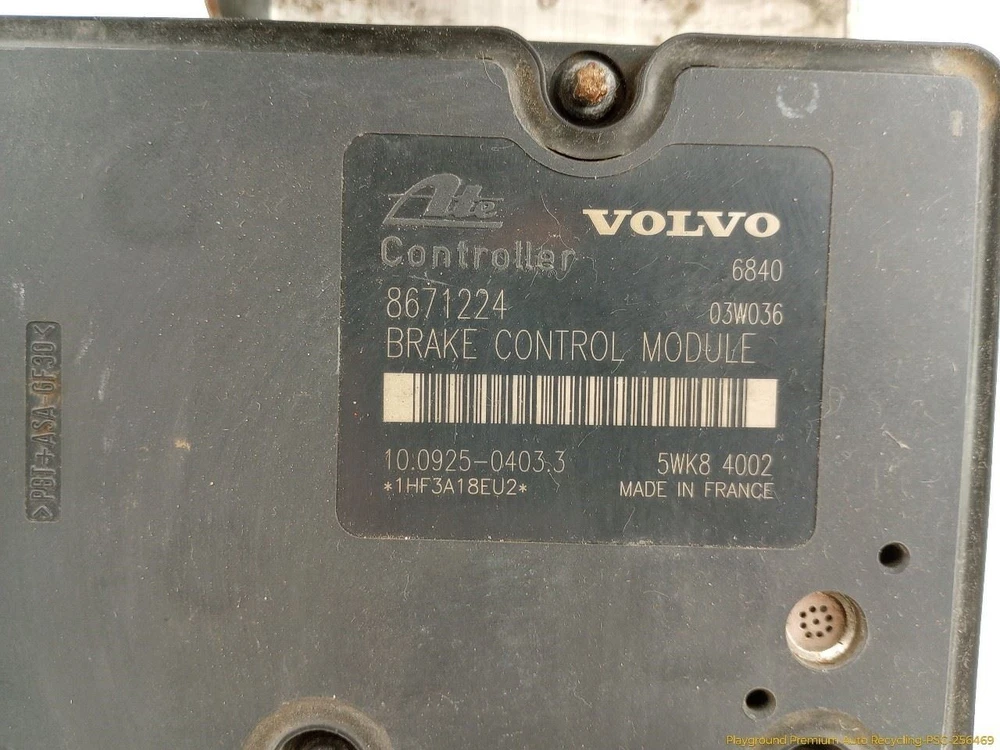 Ate
VOLVO
Controller
6840
8671224
03W036
BRAKE CONTROL MODULE
10.0925-0403.3
5WK8 4002
*1HF3A18EU2*
MADE IN FRANCE
>PBT+ASA-GF30<
Playground Premium Auto Recycling-PSC-256469